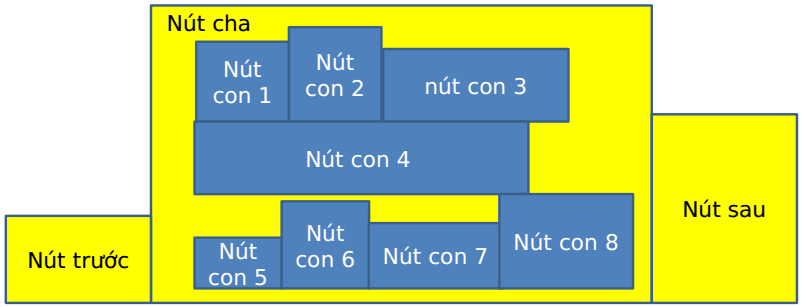 Nút cha
Nút
con 1
Nút
con 2
nút con 3
Nút con 4
Nút
con 5
Nút
con 6
Nút con 7
Nút con 8
Nút trước
Nút sau